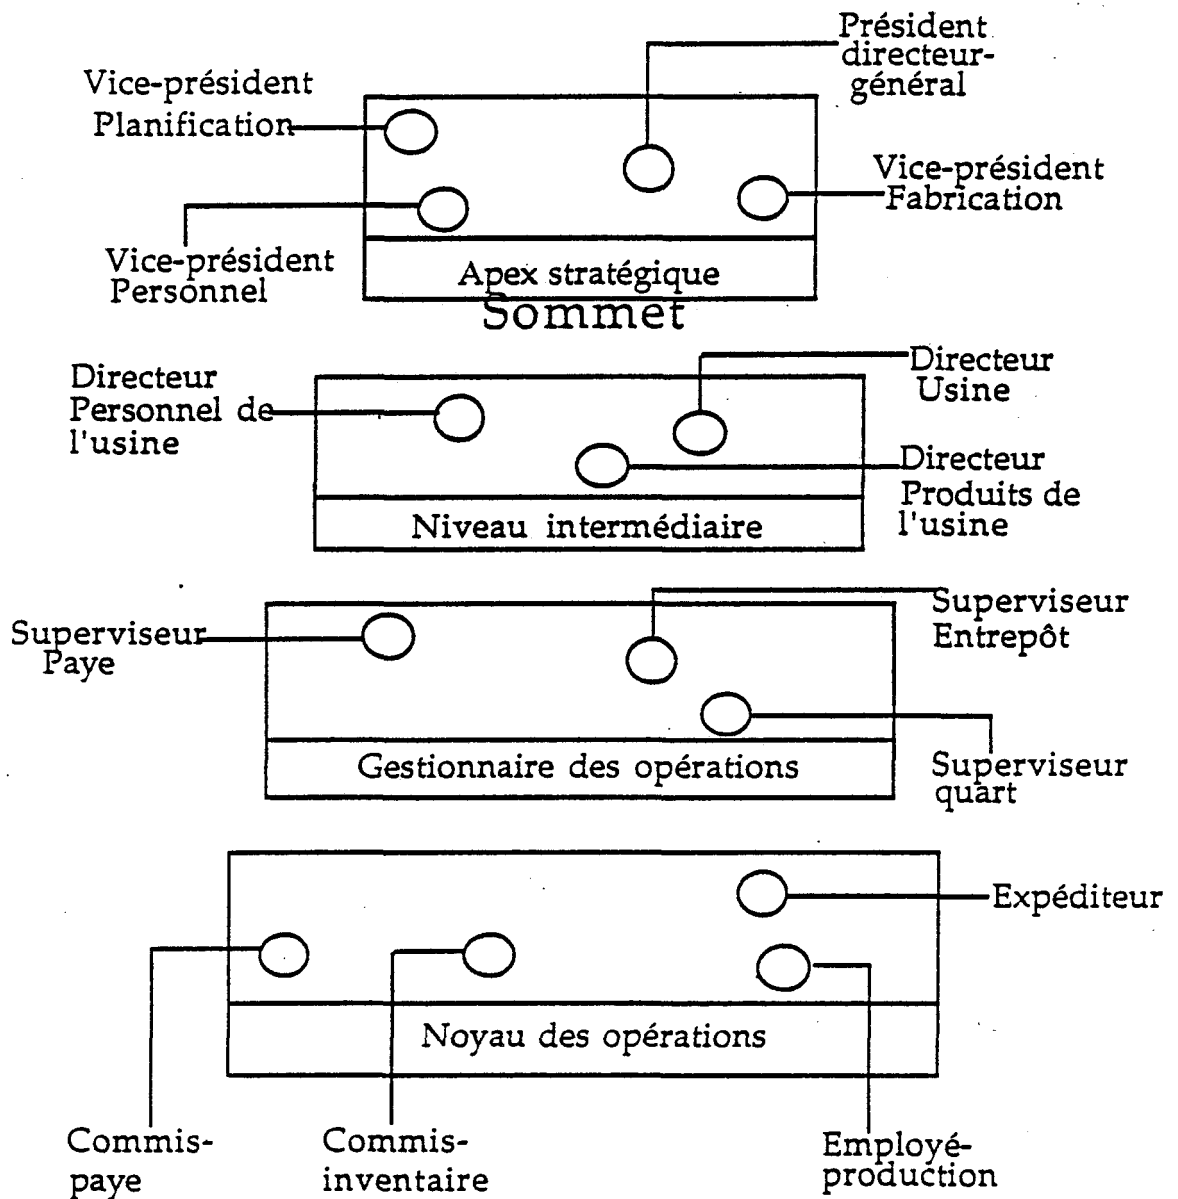 Président
directeur-
général
Vice-président
Planification
Vice-président
Fabrication
Vice-président
Personnel
Apex stratégique
Sommet
Directeur
Personnel de
l'usine
Directeur
Usine
Directeur
Produits de
l'usine
Niveau intermédiaire
Superviseur
Paye
Superviseur
Entrepôt
Superviseur
quart
Gestionnaire des opérations
Expéditeur
Noyau des opérations
Commis-
paye
Commis-
inventaire
Employé-
production